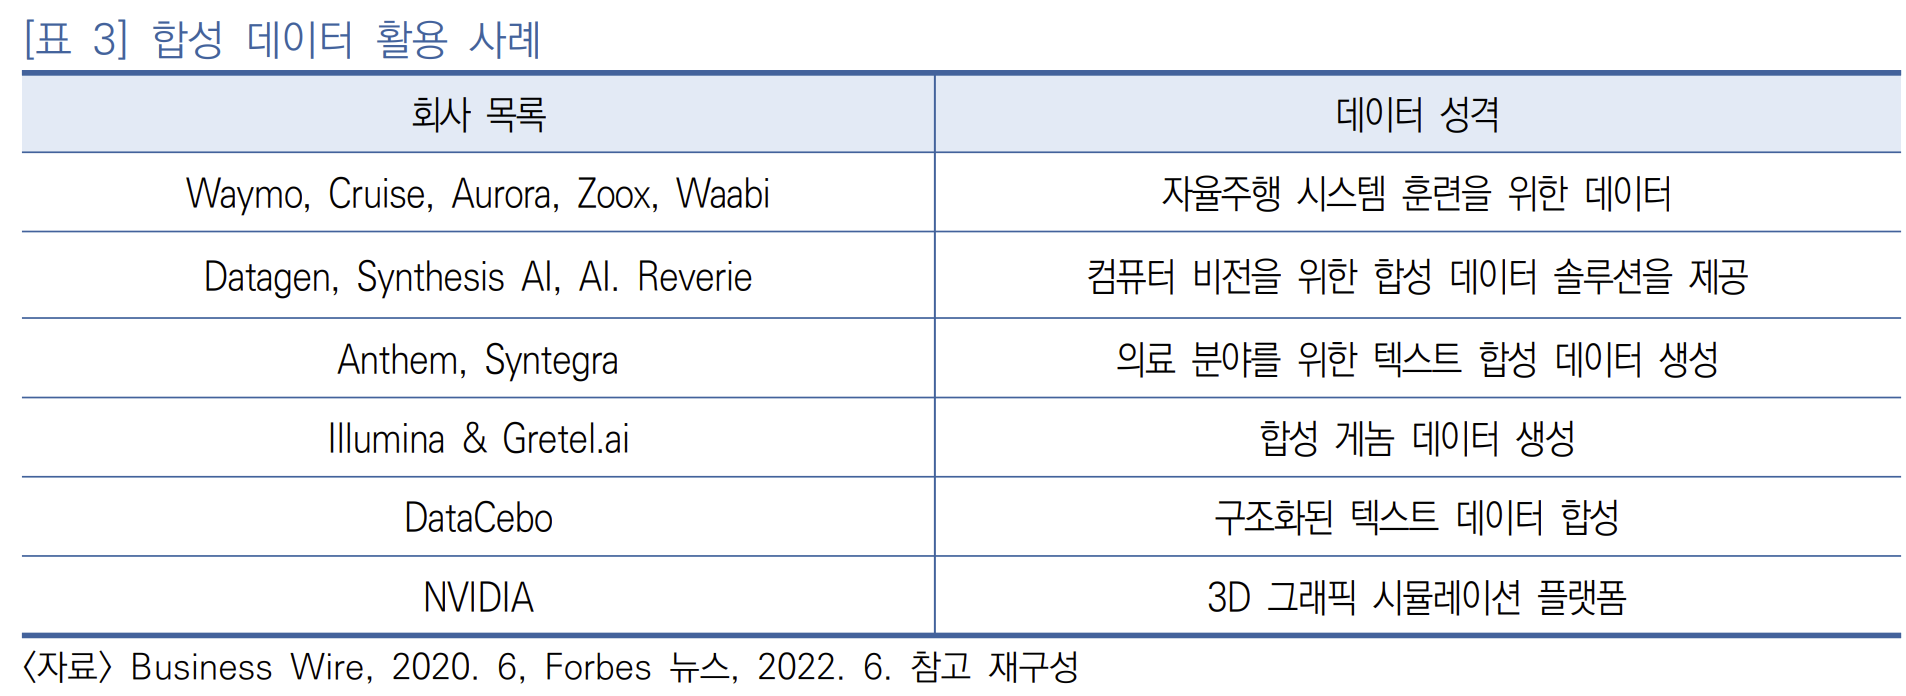 [표 3] 합성 데이터 활용 사례
회사 목록 데이터 성격
Waymo, Cruise, Aurora, Zoox, Waabi 자율주행 시스템 훈련을 위한 데이터
Datagen, Synthesis AI, AI. Reverie 컴퓨터 비전을 위한 합성 데이터 솔루션을 제공
Anthem, Syntegra 의료 분야를 위한 텍스트 합성 데이터 생성
Illumina & Gretel.ai 합성 게놈 데이터 생성
DataCebo 구조화된 텍스트 데이터 합성
NVIDIA 3D 그래픽 시뮬레이션 플랫폼
〈자료〉 Business Wire, 2020. 6, Forbes 뉴스, 2022. 6. 참고 재구성